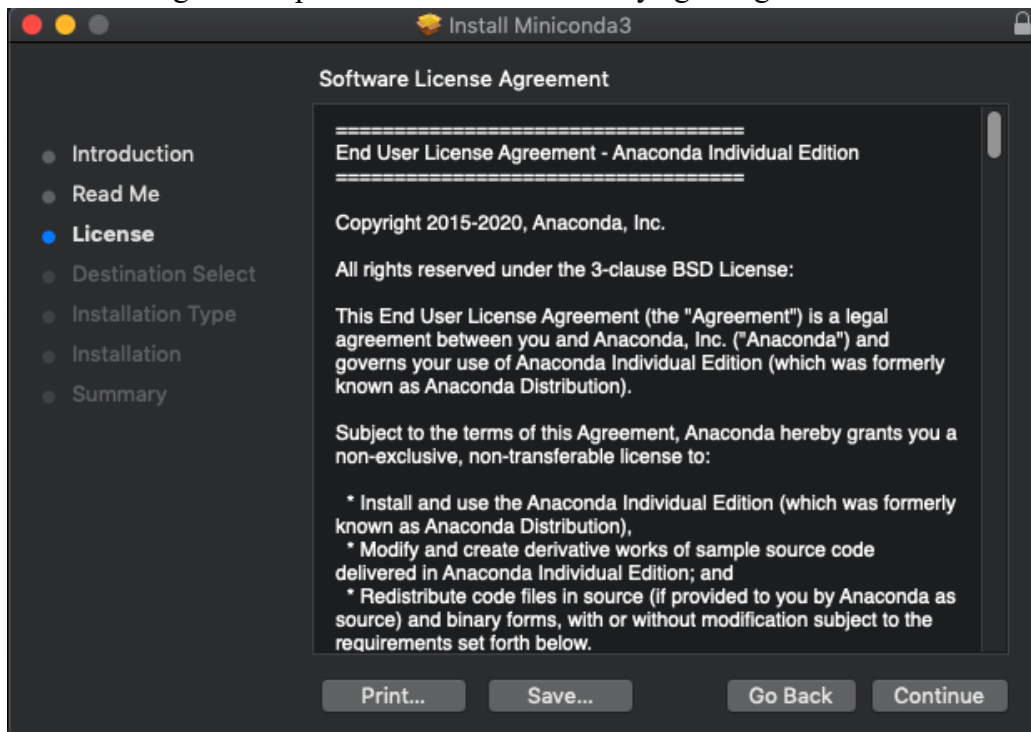 Install Miniconda3
Software License Agreement
Introduction
Read Me
License
Destination Select
Installation Type
Installation
Summary
===================================
End User License Agreement - Anaconda Individual Edition
===================================
Copyright 2015-2020, Anaconda, Inc.
All rights reserved under the 3-clause BSD License:
This End User License Agreement (the "Agreement") is a legal
agreement between you and Anaconda, Inc. ("Anaconda") and
governs your use of Anaconda Individual Edition (which was formerly
known as Anaconda Distribution).
Subject to the terms of this Agreement, Anaconda hereby grants you a
non-exclusive, non-transferable license to:
* Install and use the Anaconda Individual Edition (which was formerly
known as Anaconda Distribution),
* Modify and create derivative works of sample source code
delivered in Anaconda Individual Edition; and
* Redistribute code files in source (if provided to you by Anaconda as
source) and binary forms, with or without modification subject to the
requirements set forth below.
Print... Save... Go Back Continue